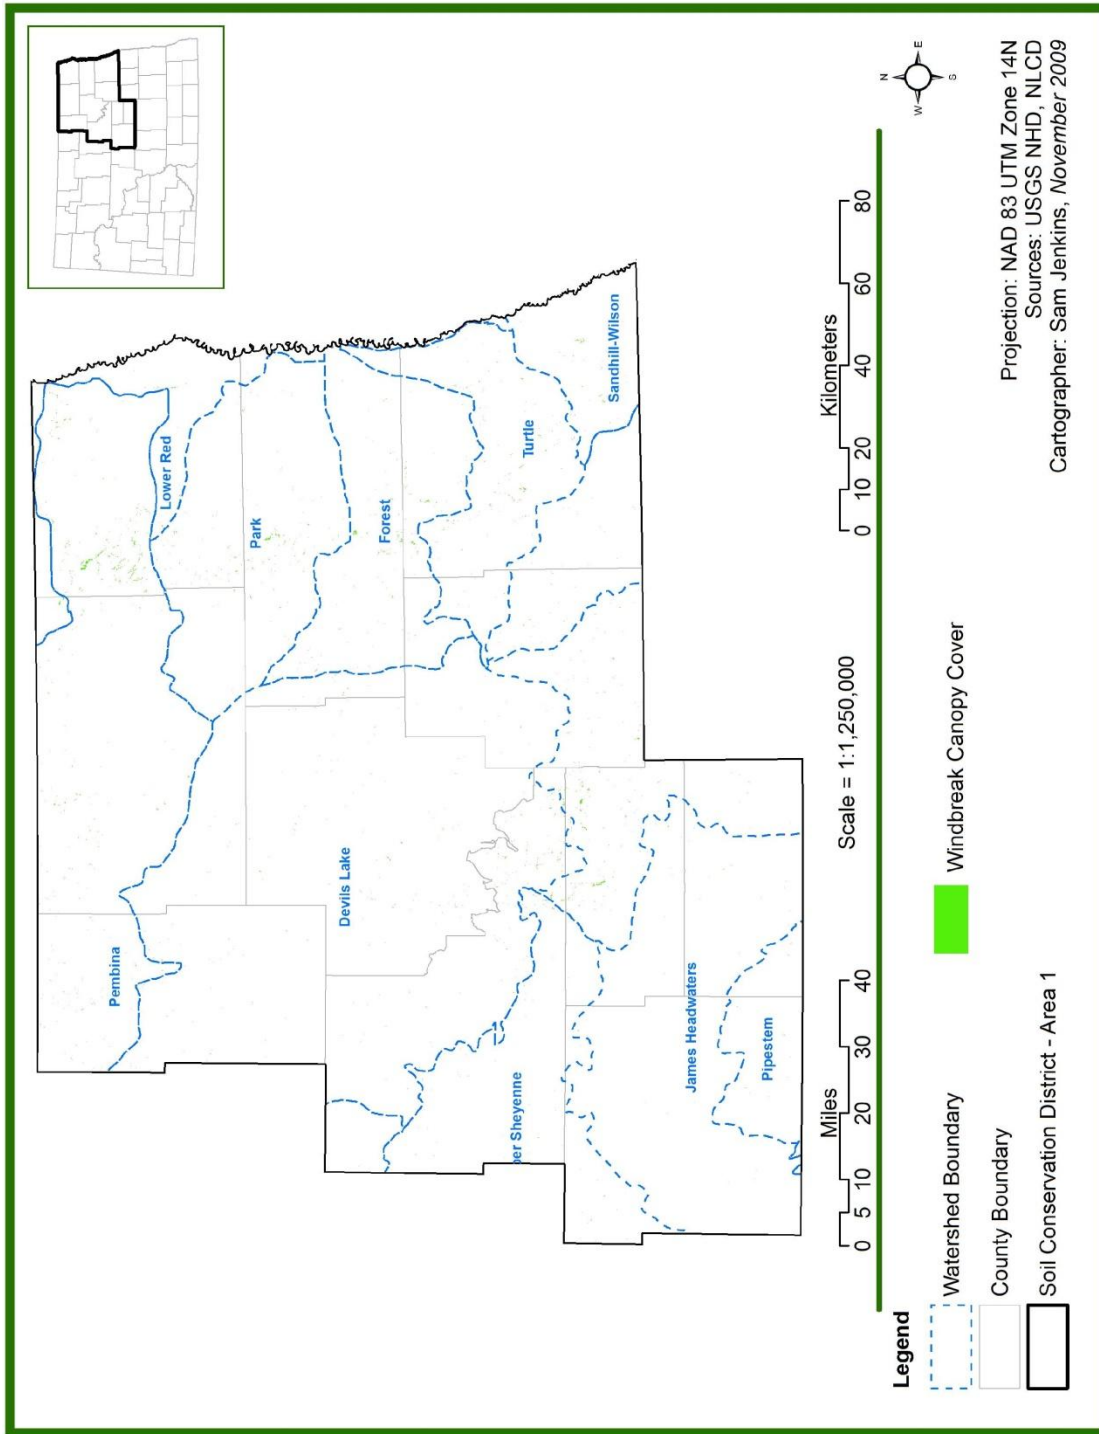 Pembina
Lower Red
Park
Devils Lake
Forest
Turtle
Sandhill-Wilson
per Sheyenne
James Headwaters
Pipestem
N
W
E
S
Miles
0 5 10 20 30 40
Scale = 1:1,250,000
Kilometers
0 10 20 40 60 80
Legend
Watershed Boundary
County Boundary
Soil Conservation District - Area 1
Windbreak Canopy Cover
Projection: NAD 83 UTM Zone 14N
Sources: USGS NHD, NLCD
Cartographer: Sam Jenkins, November 2009